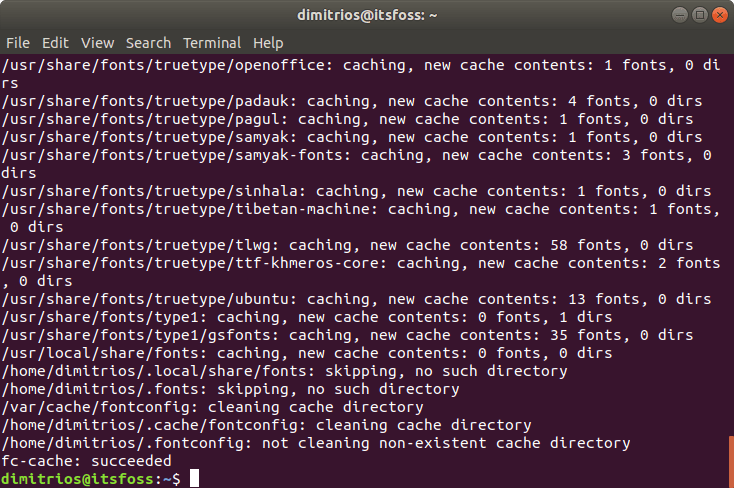 dimitrios@itsfoss: ~
File Edit View Search Terminal Help
/usr/share/fonts/truetype/openoffice: caching, new cache contents: 1 fonts, 0 di
rs
/usr/share/fonts/truetype/padauk: caching, new cache contents: 4 fonts, 0 dirs
/usr/share/fonts/truetype/pagul: caching, new cache contents: 1 fonts, 0 dirs
/usr/share/fonts/truetype/samyak: caching, new cache contents: 1 fonts, 0 dirs
/usr/share/fonts/truetype/samyak-fonts: caching, new cache contents: 3 fonts, 0
dirs
/usr/share/fonts/truetype/sinhala: caching, new cache contents: 1 fonts, 0 dirs
/usr/share/fonts/truetype/tibetan-machine: caching, new cache contents: 1 fonts,
 0 dirs
/usr/share/fonts/truetype/tlwg: caching, new cache contents: 58 fonts, 0 dirs
/usr/share/fonts/truetype/ttf-khmeros-core: caching, new cache contents: 2 fonts
, 0 dirs
/usr/share/fonts/truetype/ubuntu: caching, new cache contents: 13 fonts, 0 dirs
/usr/share/fonts/type1: caching, new cache contents: 0 fonts, 1 dirs
/usr/share/fonts/type1/gsfonts: caching, new cache contents: 35 fonts, 0 dirs
/usr/local/share/fonts: caching, new cache contents: 0 fonts, 0 dirs
/home/dimitrios/.local/share/fonts: skipping, no such directory
/home/dimitrios/.fonts: skipping, no such directory
/var/cache/fontconfig: cleaning cache directory
/home/dimitrios/.cache/fontconfig: cleaning cache directory
/home/dimitrios/.fontconfig: not cleaning non-existent cache directory
fc-cache: succeeded
dimitrios@itsfoss:~$